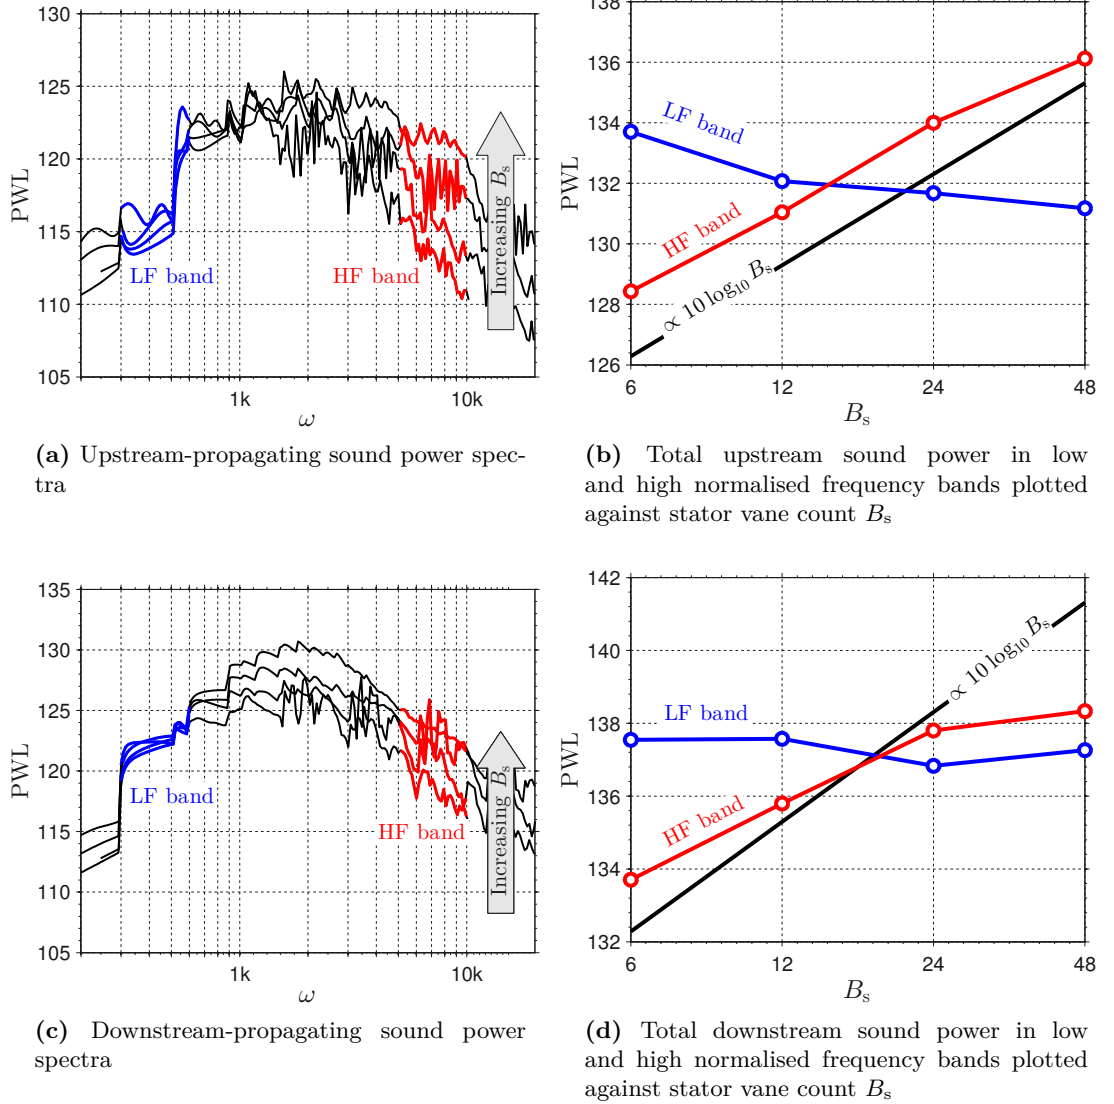 130
125
120
115
110
105
PWL
LF band
HF band
Increasing Bₛ
1k
10k
ω
(a) Upstream-propagating sound power spec-
tra
138
136
134
132
130
128
126
PWL
LF band
HF band
∝ 10 log₁₀ Bₛ
6
12
24
48
Bₛ
(b) Total upstream sound power in low
and high normalised frequency bands plotted
against stator vane count Bₛ
135
130
125
120
115
110
105
PWL
LF band
HF band
Increasing Bₛ
1k
10k
ω
(c) Downstream-propagating sound power
spectra
142
140
138
136
134
132
PWL
LF band
HF band
∝ 10 log₁₀ Bₛ
6
12
24
48
Bₛ
(d) Total downstream sound power in low
and high normalised frequency bands plotted
against stator vane count Bₛ